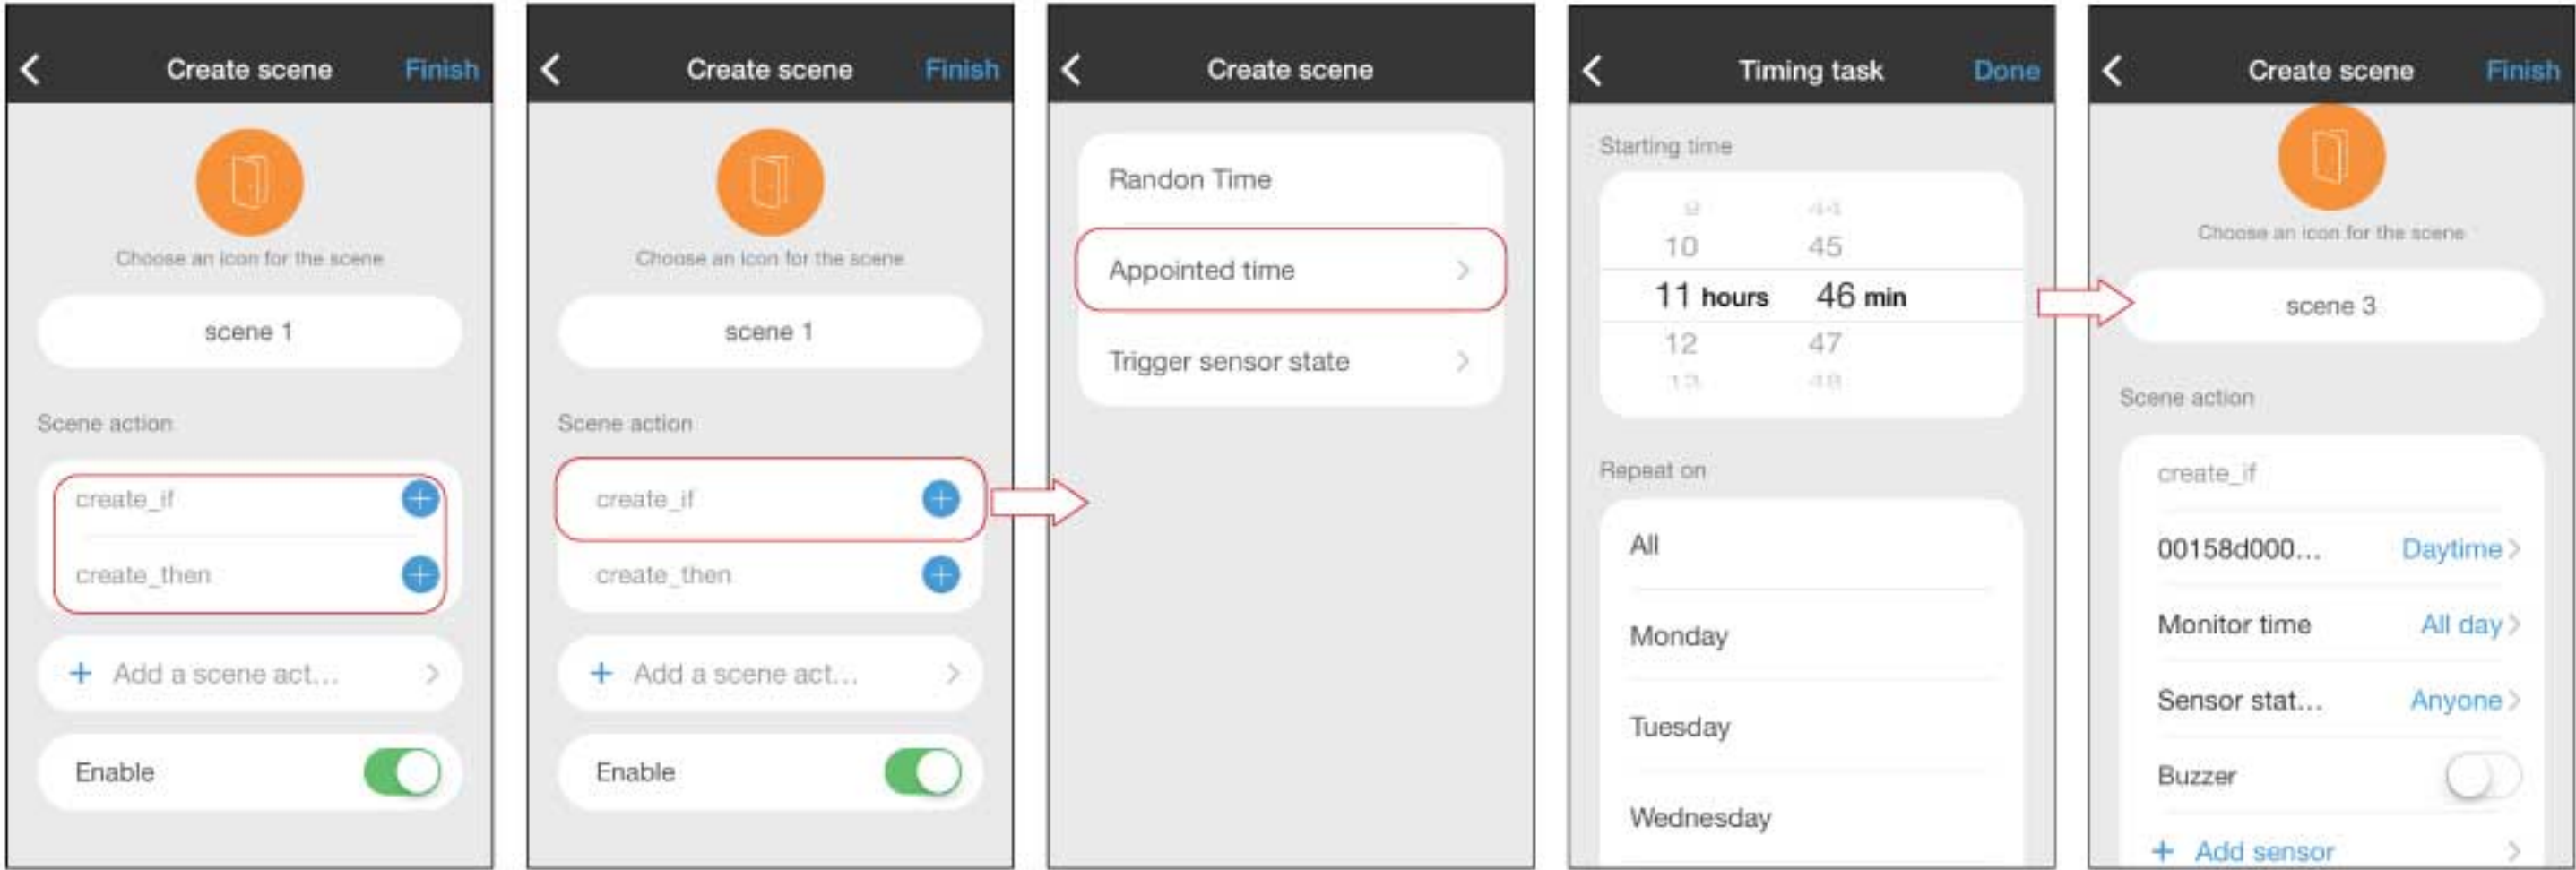 Create scene Finish
Choose an icon for the scene
scene 1
Scene action
create_if
create_then
+ Add a scene act...
Enable
Create scene Finish
Choose an icon for the scene
scene 1
Scene action
create_if
create_then
+ Add a scene act...
Enable
Create scene
Randon Time
Appointed time
Trigger sensor state
Timing task Done
Starting time
9 44
10 45
11 hours 46 min
12 47
13 48
Repeat on
All
Monday
Tuesday
Wednesday
Create scene Finish
Choose an icon for the scene
scene 3
Scene action
create_if
00158d000... Daytime
Monitor time All day
Sensor stat... Anyone
Buzzer
+ Add sensor